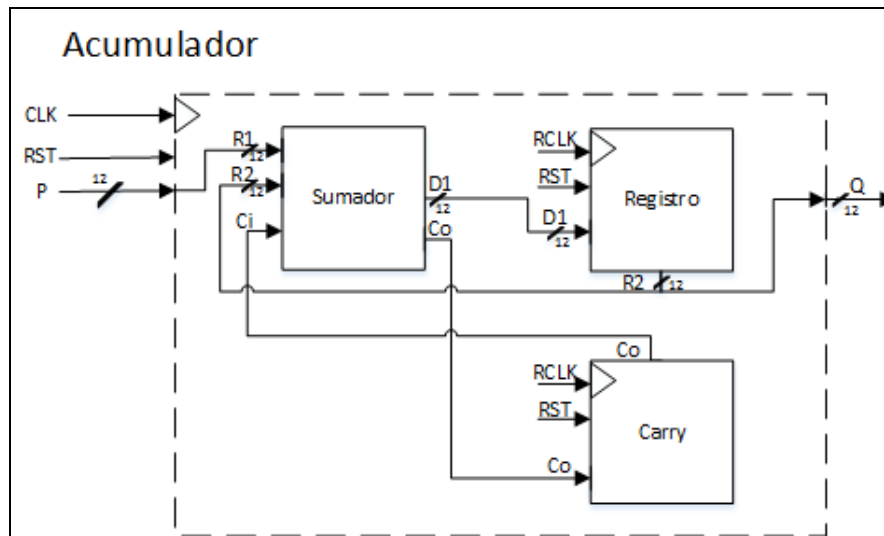 Acumulador
CLK
RST
P
12
R1
12
R2
12
Ci
Sumador
D1
12
Co
RCLK
RST
D1
12
Registro
R2
12
Q
12
Co
RCLK
RST
Co
Carry